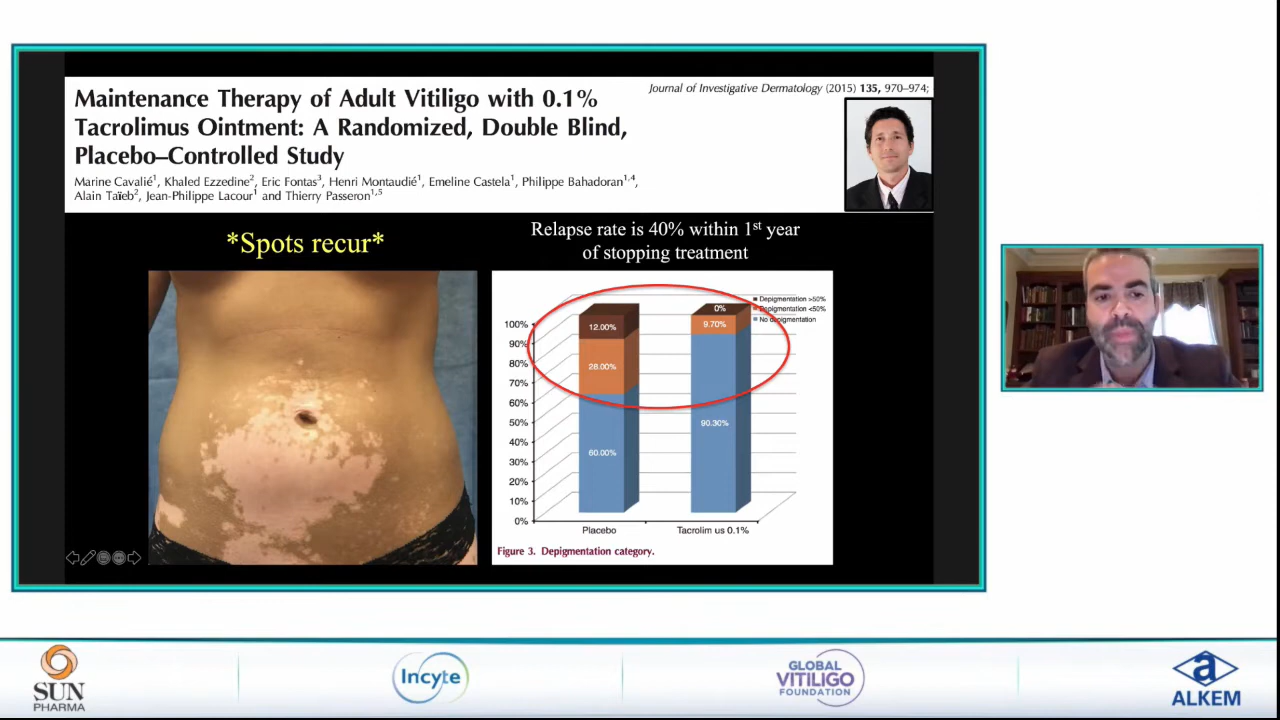 Journal of Investigative Dermatology (2015) 135, 970–974;
Maintenance Therapy of Adult Vitiligo with 0.1%
Tacrolimus Ointment: A Randomized, Double Blind,
Placebo–Controlled Study
Marine Cavalié1, Khaled Ezzedine2, Eric Fontas3, Henri Montaudié1, Emeline Castela1, Philippe Bahadoran1,4,
Alain Taïeb2, Jean-Philippe Lacour1 and Thierry Passeron1,5
*Spots recur*
Relapse rate is 40% within 1st year
of stopping treatment
Depigmentation >50%
Depigmentation <50%
No depigmentation
100%
90%
80%
70%
60%
50%
40%
30%
20%
10%
0%
12.00%
28.00%
60.00%
0%
9.70%
90.30%
Placebo
Tacrolim us 0.1%
Figure 3. Depigmentation category.
SUN
PHARMA
Incyte
GLOBAL
VITILIGO
FOUNDATION
a
ALKEM